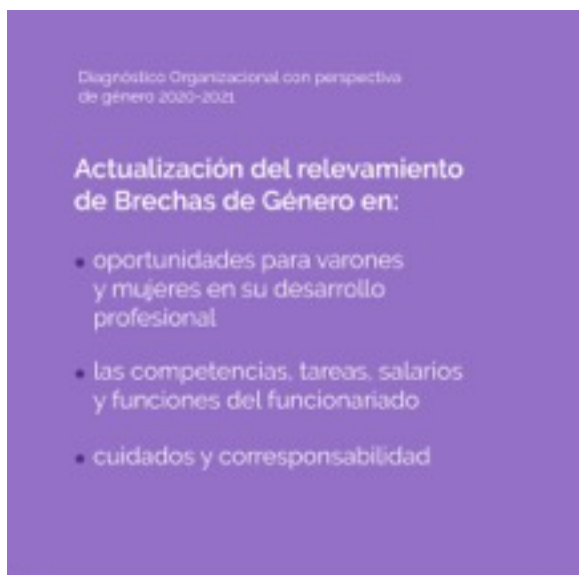 Diagnóstico Organizacional con perspectiva
de género 2020-2021
Actualización del relevamiento
de Brechas de Género en:
• oportunidades para varones
y mujeres en su desarrollo
profesional
• las competencias, tareas, salarios
y funciones del funcionariado
• cuidados y corresponsabilidad